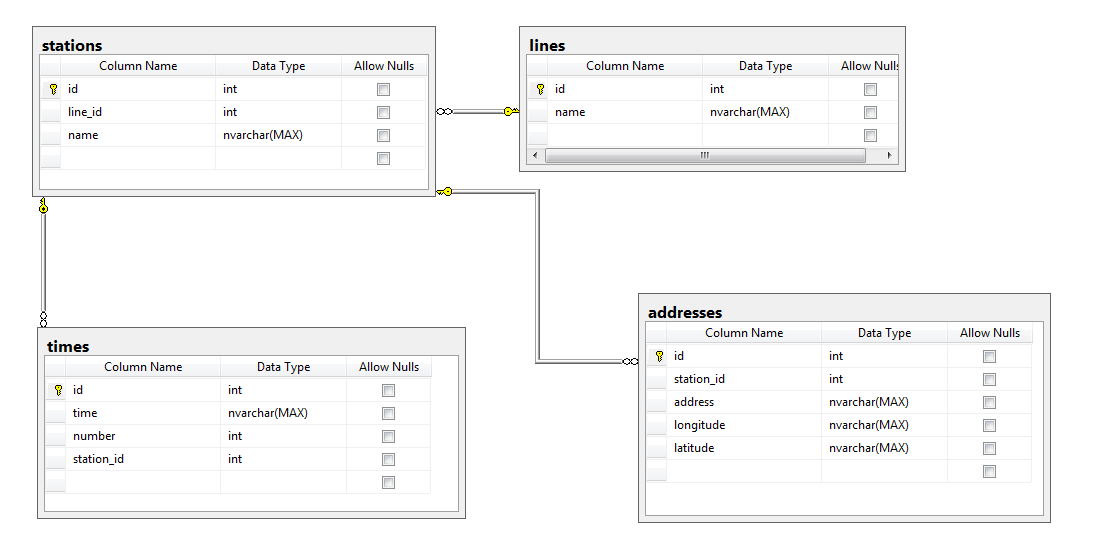 stations
Column Name Data Type Allow Nulls
id int
line_id int
name nvarchar(MAX)
lines
Column Name Data Type Allow Nulls
id int
name nvarchar(MAX)
times
Column Name Data Type Allow Nulls
id int
time nvarchar(MAX)
number int
station_id int
addresses
Column Name Data Type Allow Nulls
id int
station_id int
address nvarchar(MAX)
longitude nvarchar(MAX)
latitude nvarchar(MAX)